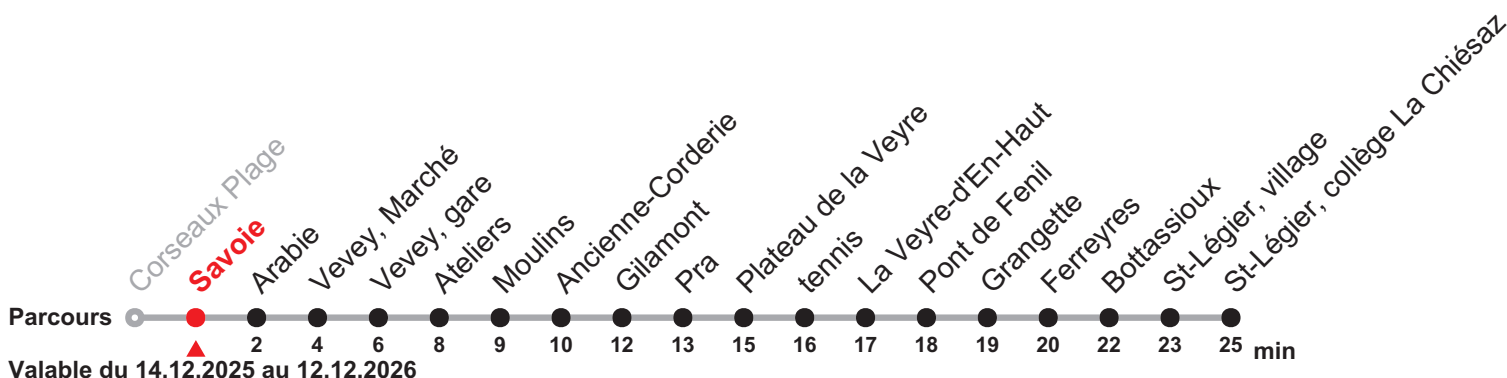 Corseaux Plage
Savoie
Arabie
Vevey, Marché
Vevey, gare
Ateliers
Moulins
Ancienne-Corderie
Gilamont
Pra
Plateau de la Veyre
tennis
La Veyre-d'En-Haut
Pont de Fenil
Grangette
Ferreyres
Bottassioux
St-Légier, village
St-Légier, collège La Chiésaz
Parcours
2 4 6 8 9 10 12 13 15 16 17 18 19 20 22 23 25 min
Valable du 14.12.2025 au 12.12.2026